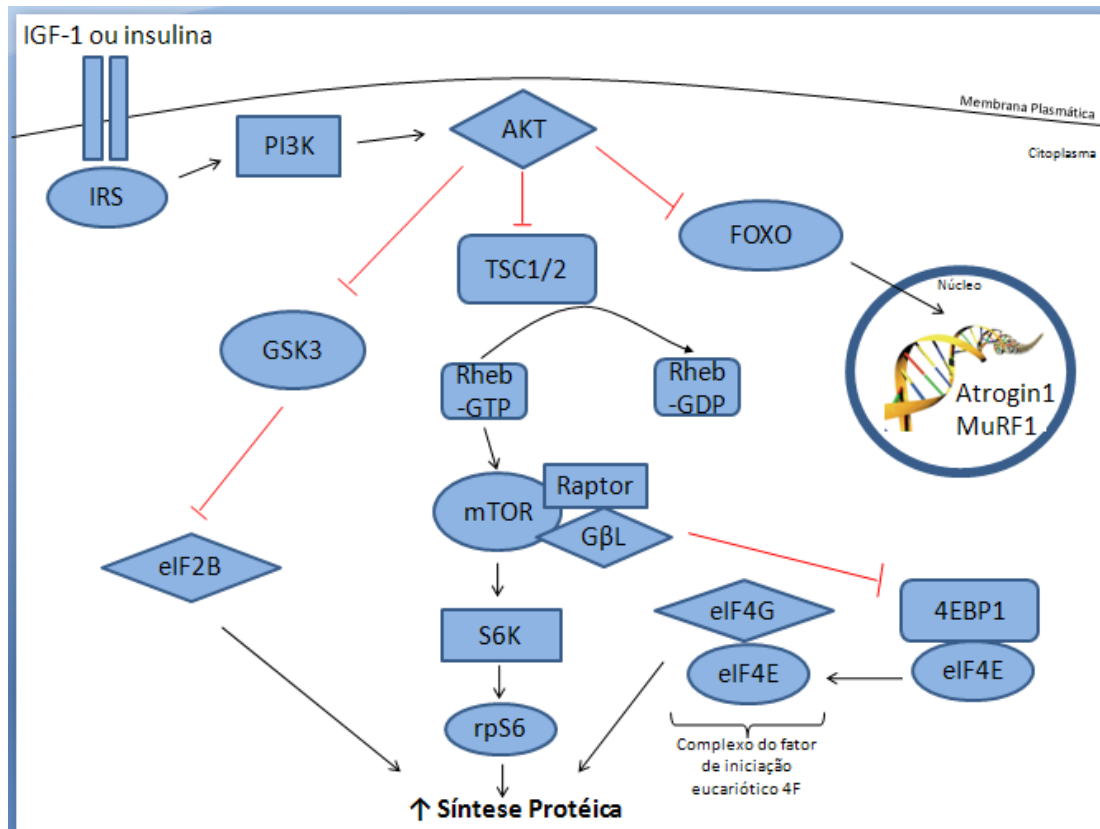 IGF-1 ou insulina
Membrana Plasmática
Citoplasma
PI3K
AKT
IRS
FOXO
TSC1/2
Núcleo
GSK3
Rheb
-GTP
Rheb
-GDP
Atrogin1
MuRF1
Raptor
mTOR
GβL
eIF2B
eIF4G
4EBP1
S6K
eIF4E
eIF4E
rpS6
Complexo do fator
de iniciação
eucariótico 4F
↑ Síntese Protéica